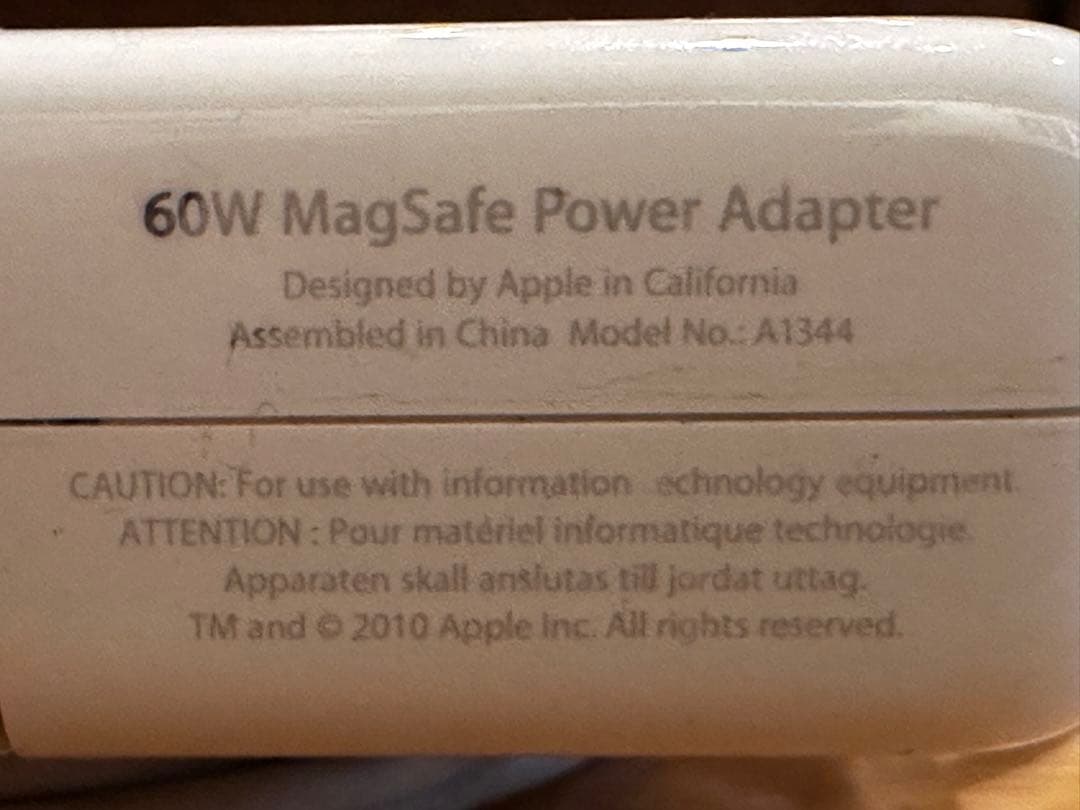 60W MagSafe Power Adapter
Designed by Apple in California
Assembled in China Model No.: A1344
CAUTION: For use with information echnology equipment.
ATTENTION : Pour matériel informatique technologie.
Apparaten skall anslutas till jordat uttag.
TM and © 2010 Apple Inc. All rights reserved.